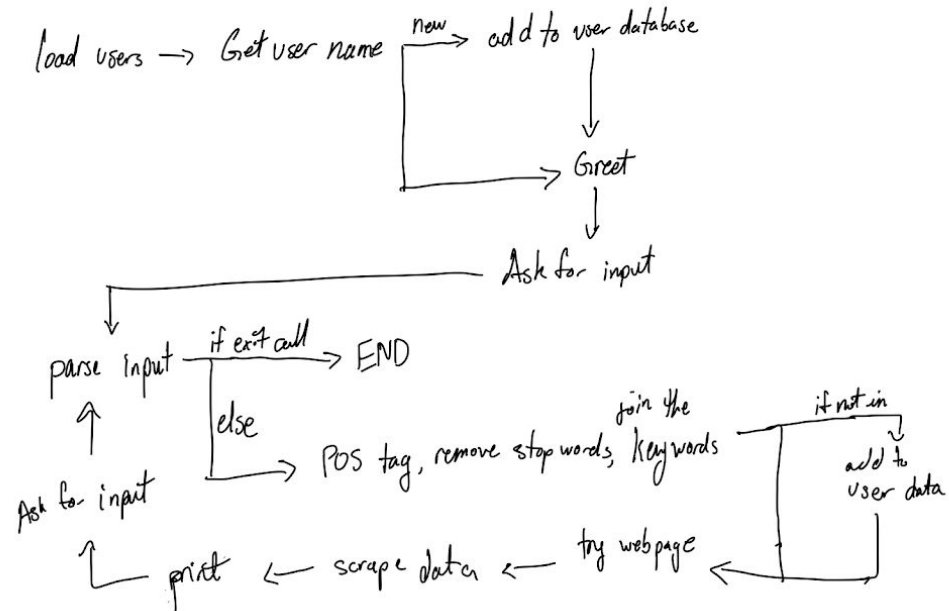 load users → Get user name
new
add to user database
Greet
Ask for input
parse input
if exit call
END
else
POS tag, remove stop words, join the keywords
if not in
add to
user data
try webpage
scrape data
print
Ask for input